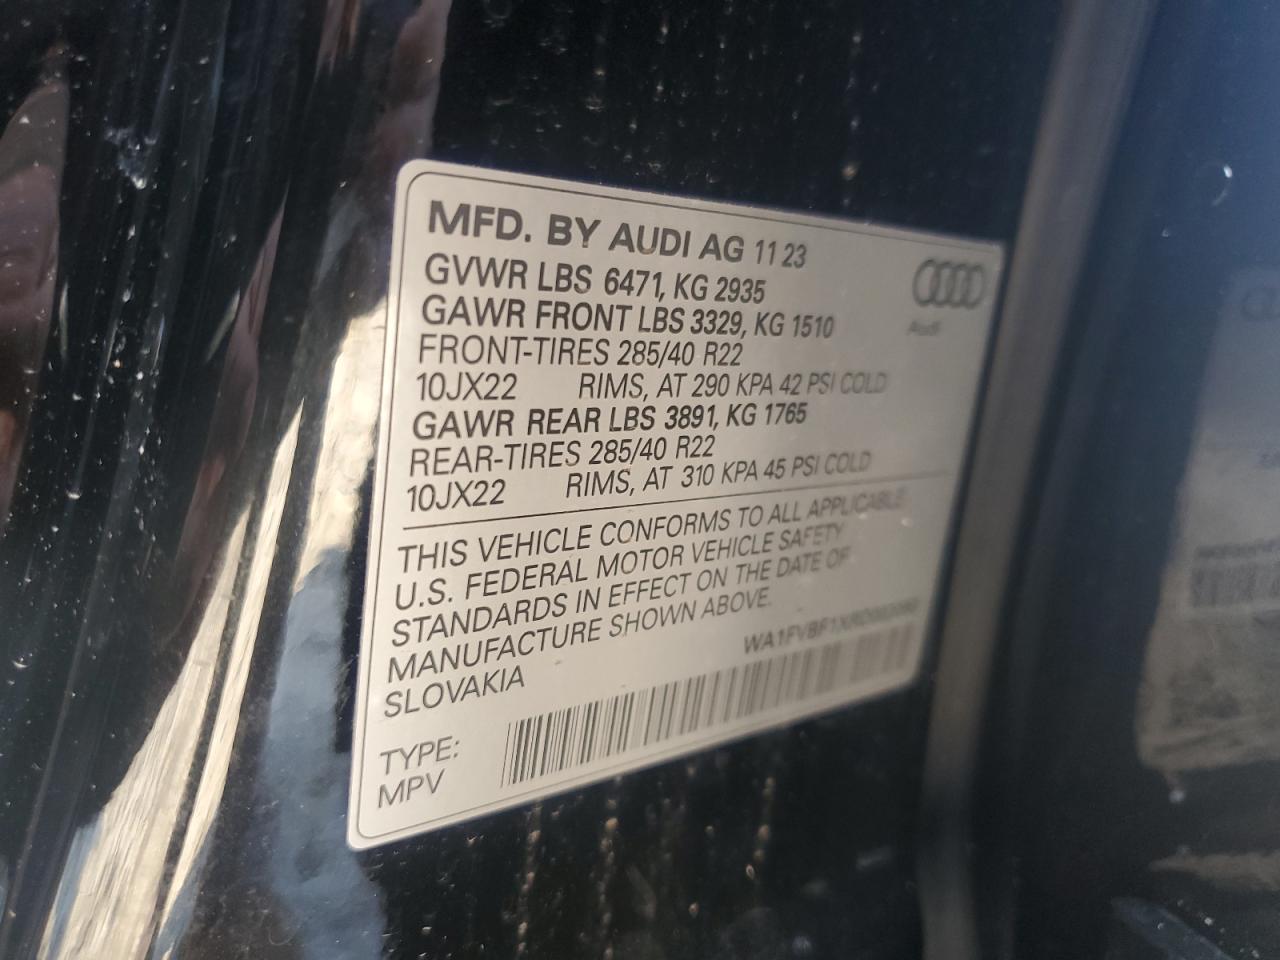 MFD. BY AUDI AG 11 23
GVWR LBS 6471, KG 2935
GAWR FRONT LBS 3329, KG 1510
FRONT-TIRES 285/40 R22
10JX22 RIMS, AT 290 KPA 42 PSI COLD
GAWR REAR LBS 3891, KG 1765
REAR-TIRES 285/40 R22
10JX22 RIMS, AT 310 KPA 45 PSI COLD
Audi
THIS VEHICLE CONFORMS TO ALL APPLICABLE
U.S. FEDERAL MOTOR VEHICLE SAFETY
STANDARDS IN EFFECT ON THE DATE OF
MANUFACTURE SHOWN ABOVE.
SLOVAKIA
TYPE:
MPV